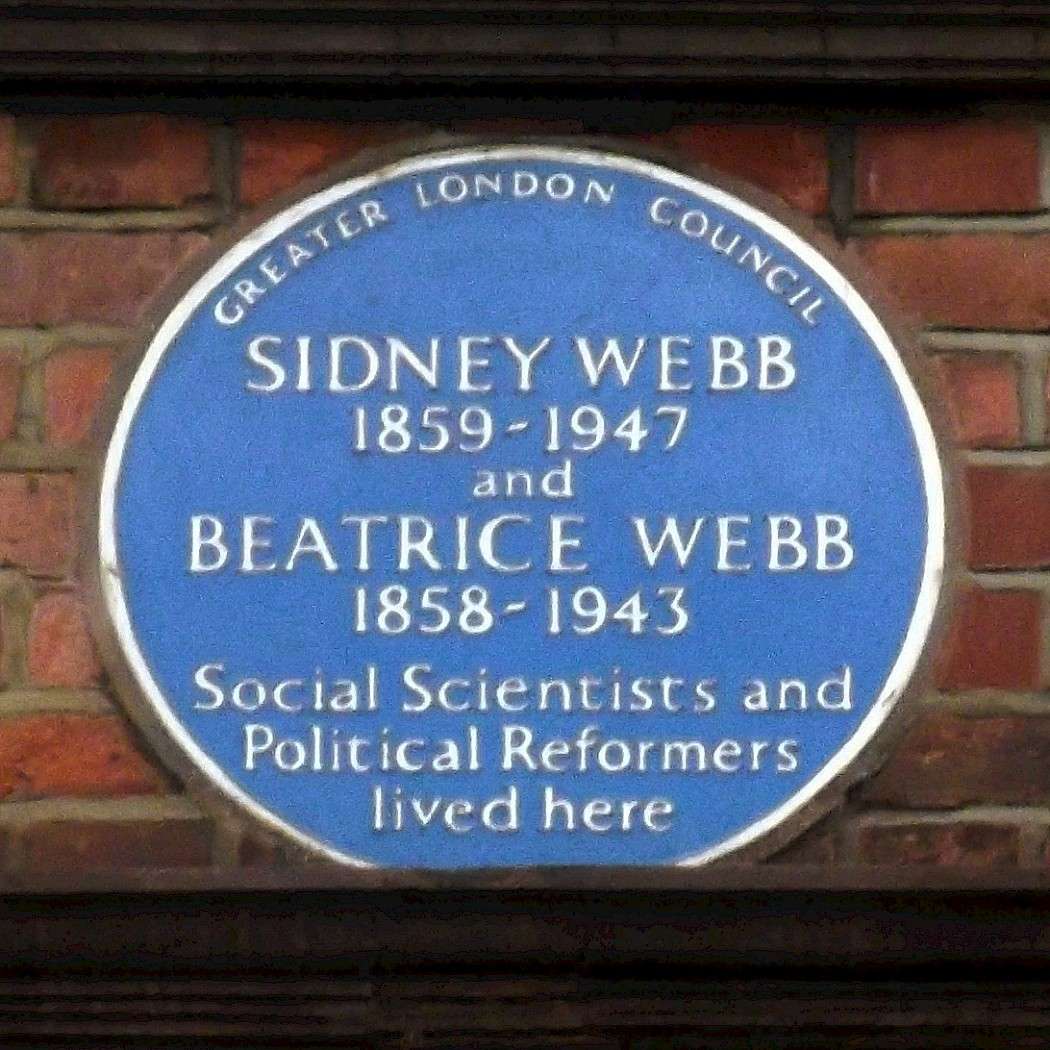 GREATER LONDON COUNCIL
SIDNEY WEBB
1859-1947
and
BEATRICE WEBB
1858-1943
Social Scientists and
Political Reformers
lived here